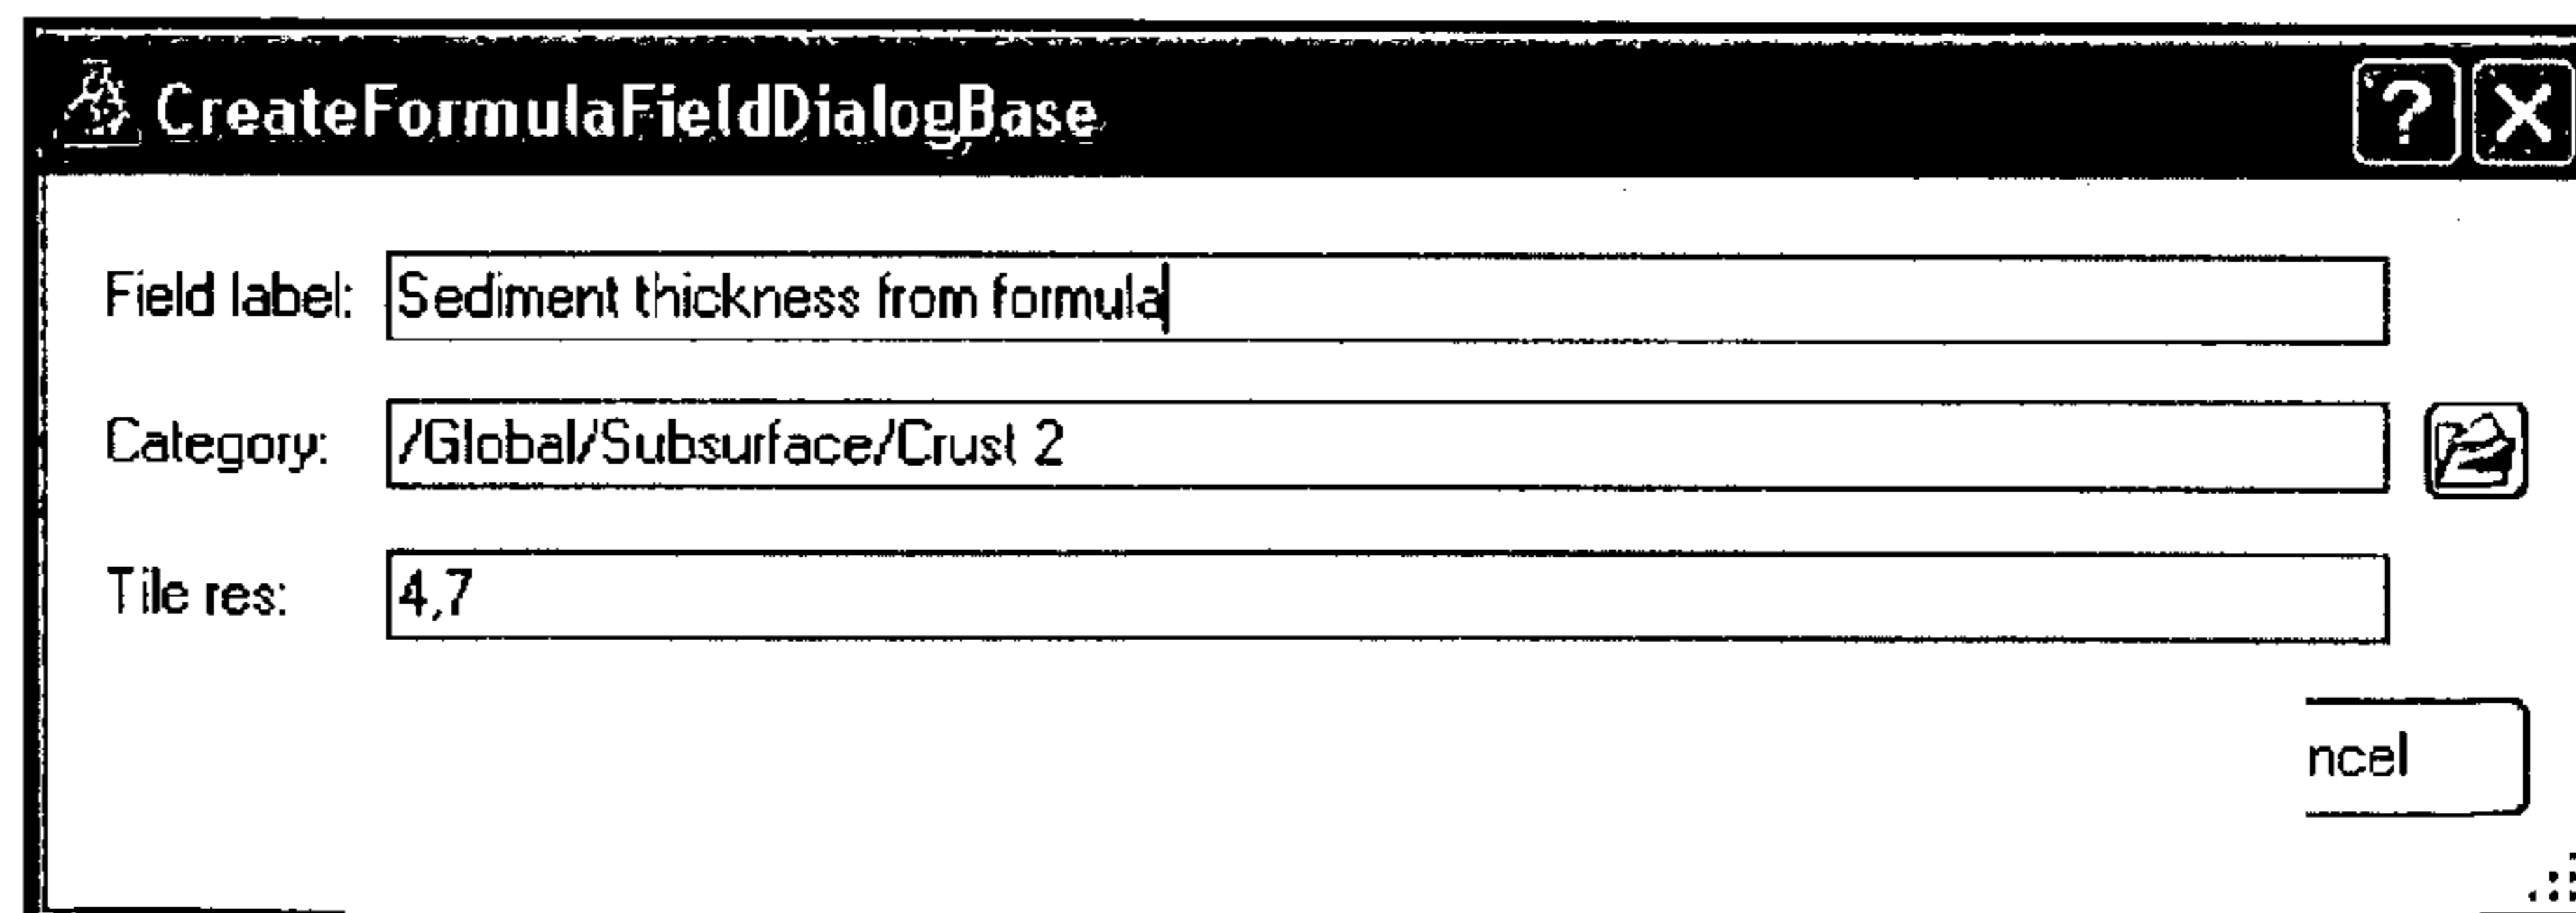 CreateFormulaFieldDialogBase ? X
Field label: Sediment thickness from formula
Category: /Global/Subsurface/Crust 2
Tile res: 4,7
ncel